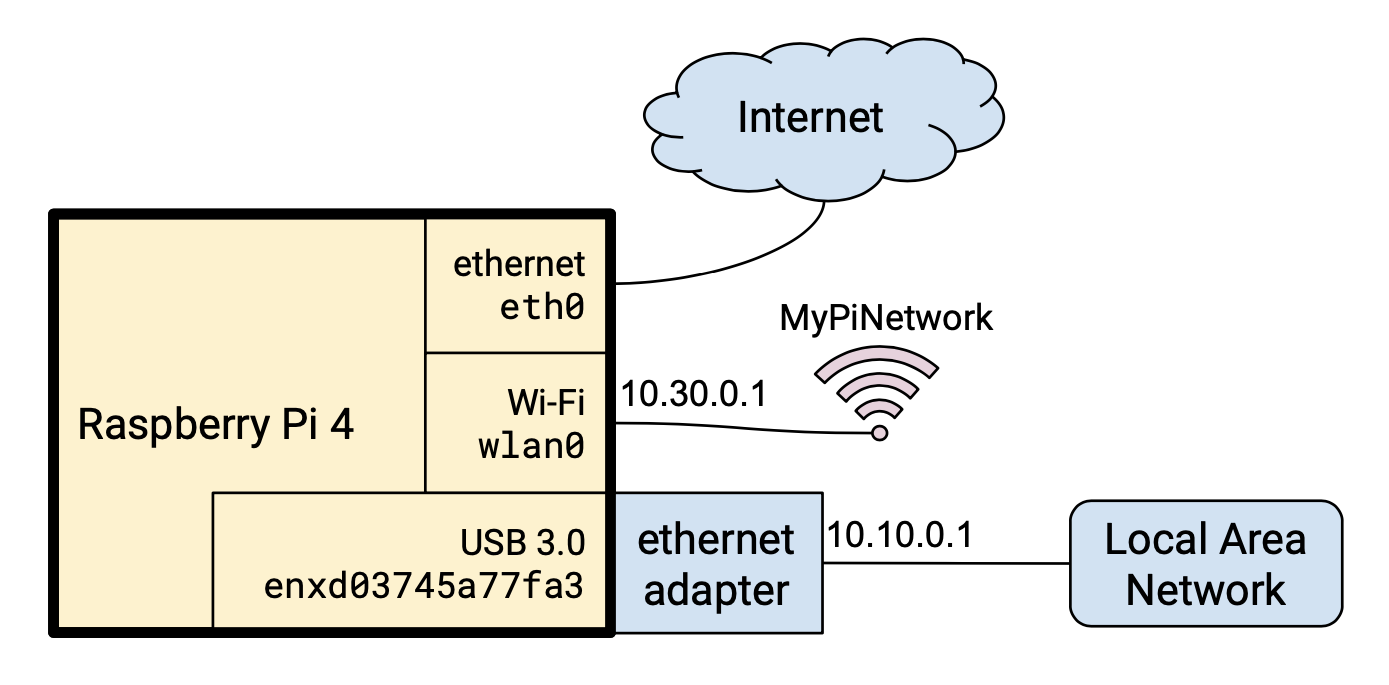 Internet
ethernet
eth0
MyPiNetwork
10.30.0.1
Wi-Fi
wlan0
Raspberry Pi 4
USB 3.0
enxd03745a77fa3
ethernet
adapter
10.10.0.1
Local Area
Network